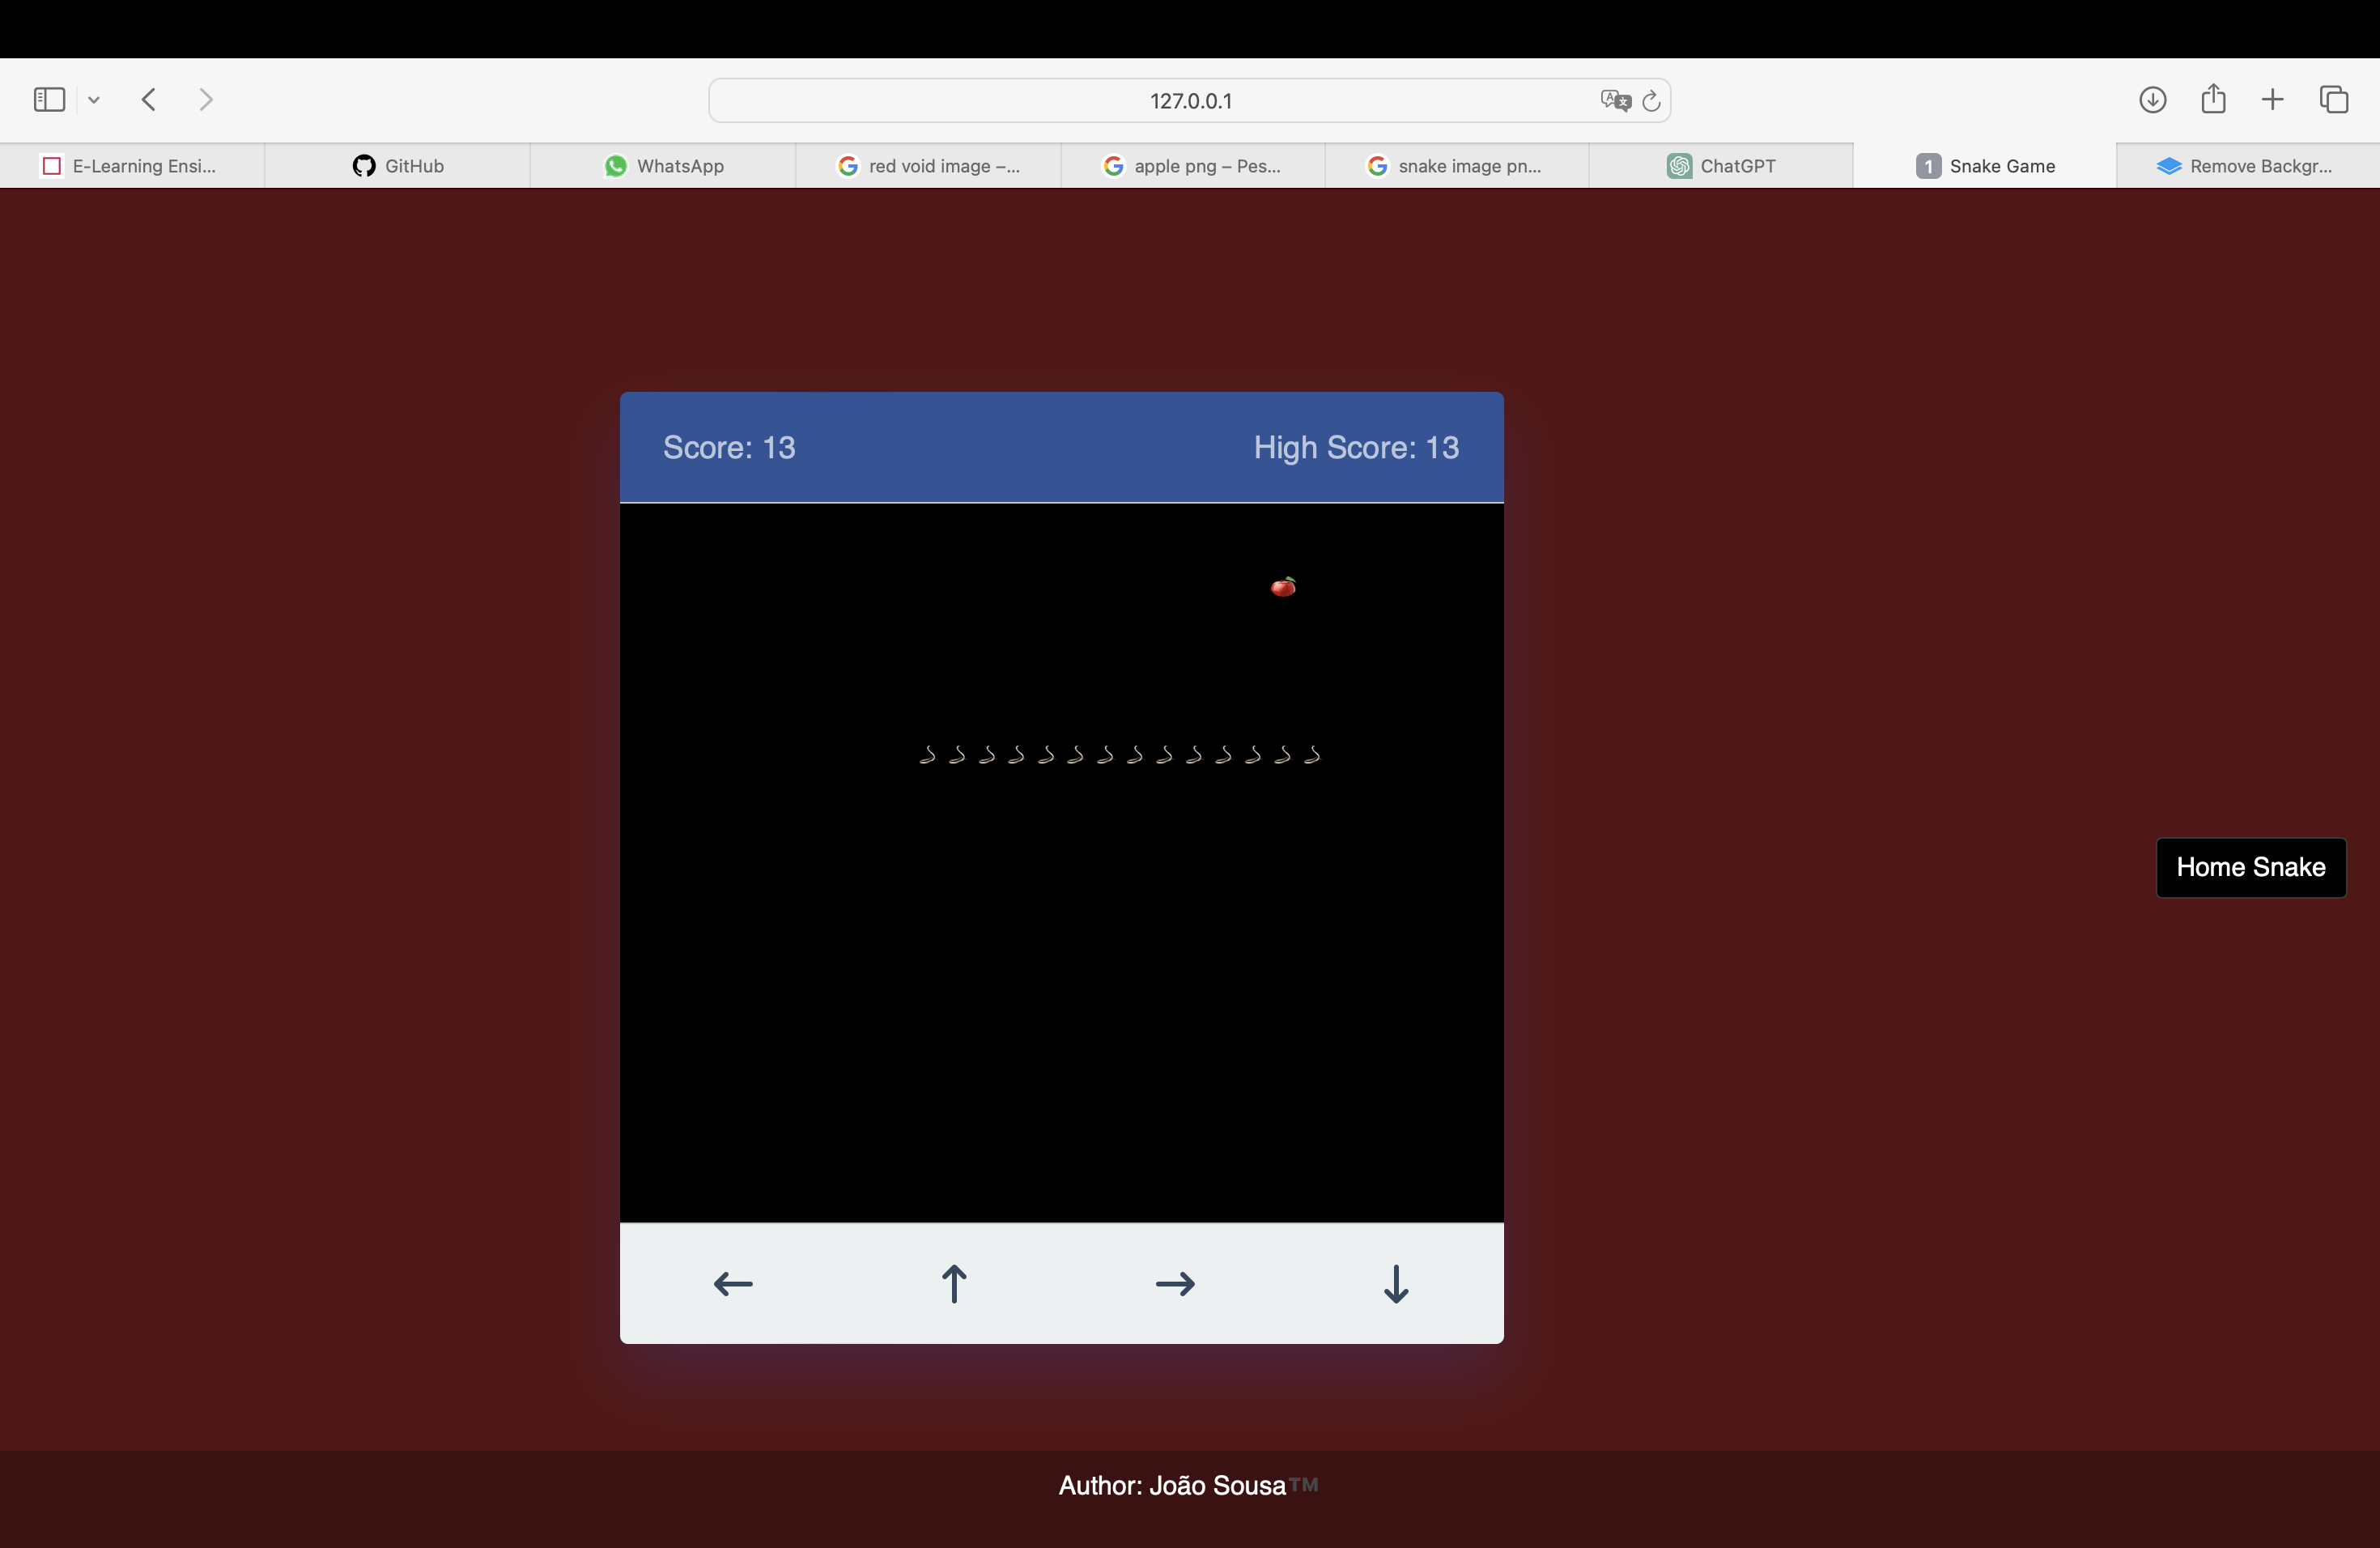 127.0.0.1
E-Learning Ensi...
GitHub
WhatsApp
red void image –...
apple png – Pes...
snake image pn...
ChatGPT
1 Snake Game
Remove Backgr...
Score: 13
High Score: 13
Home Snake
Author: João Sousa™